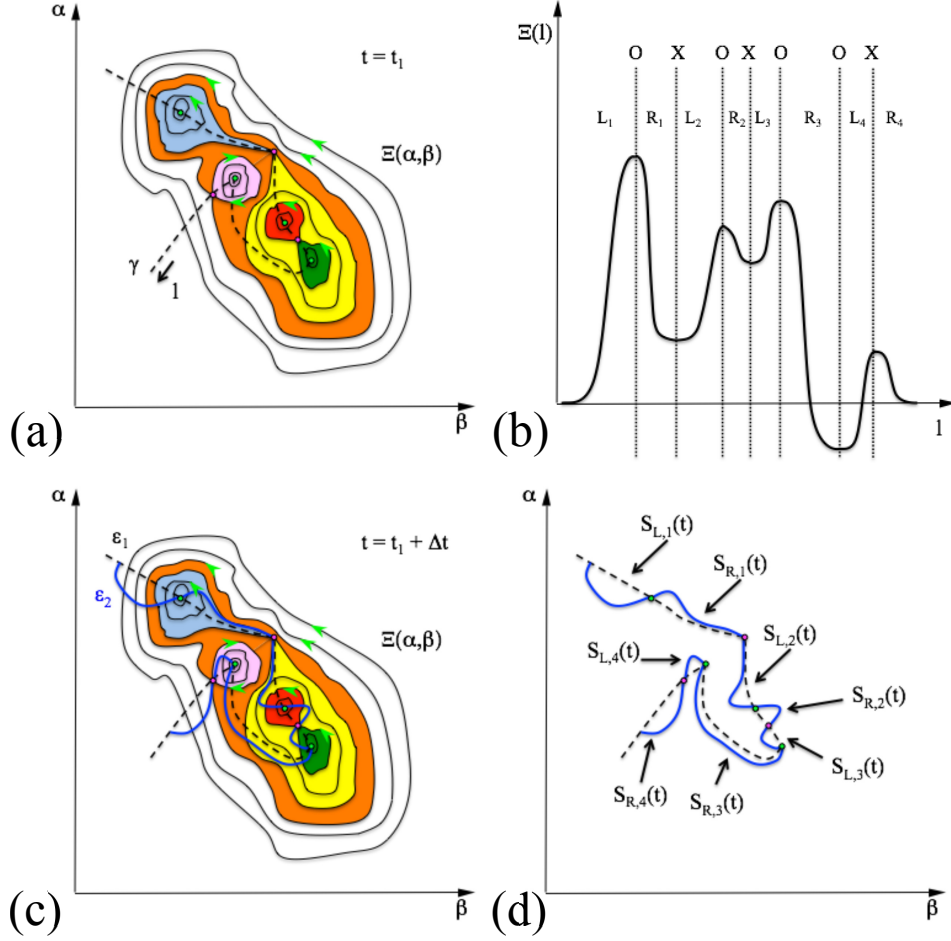 α
t = t₁
Ξ(α,β)
γ
l
β
(a)
Ξ(l)
O X O X O O X
L₁ R₁ L₂ R₂ L₃ R₃ L₄ R₄
l
(b)
α
ε₁
t = t₁ + Δt
ε₂
Ξ(α,β)
β
(c)
α
S_L,1(t)
S_R,1(t)
S_L,2(t)
S_L,4(t)
S_R,2(t)
S_L,3(t)
S_R,4(t)
S_R,3(t)
β
(d)